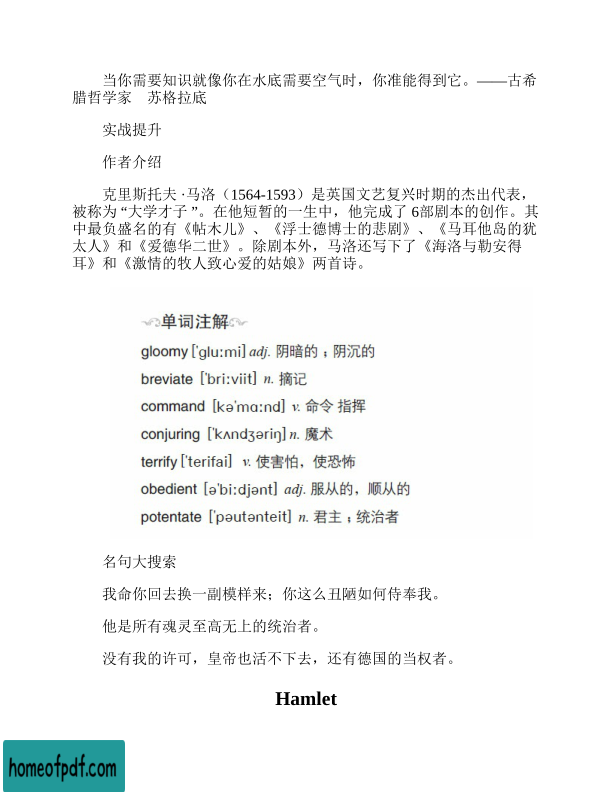 当你需要知识就像你在水底需要空气时，你准能得到它。——古希
腊哲学家　苏格拉底
实战提升
作者介绍
克里斯托夫 ·马洛（1564-1593）是英国文艺复兴时期的杰出代表，
被称为 “大学才子 ”。在他短暂的一生中，他完成了 6部剧本的创作。其
中最负盛名的有《帖木儿》、《浮士德博士的悲剧》、《马耳他岛的犹
太人》和《爱德华二世》。除剧本外，马洛还写下了《海洛与勒安得
耳》和《激情的牧人致心爱的姑娘》两首诗。
单词注解
gloomy ['ɡluːmi] adj. 阴暗的；阴沉的
breviate ['briːviit] n. 摘记
command [kə'mɑːnd] v. 命令 指挥
conjuring ['kʌndʒəriŋ] n. 魔术
terrify ['terifai] v. 使害怕，使恐怖
obedient [ə'biːdjənt] adj. 服从的，顺从的
potentate ['pəutənteit] n. 君主；统治者
名句大搜索
我命你回去换一副模样来；你这么丑陋如何侍奉我。
他是所有魂灵至高无上的统治者。
没有我的许可，皇帝也活不下去，还有德国的当权者。
Hamlet
homeofpdf.com